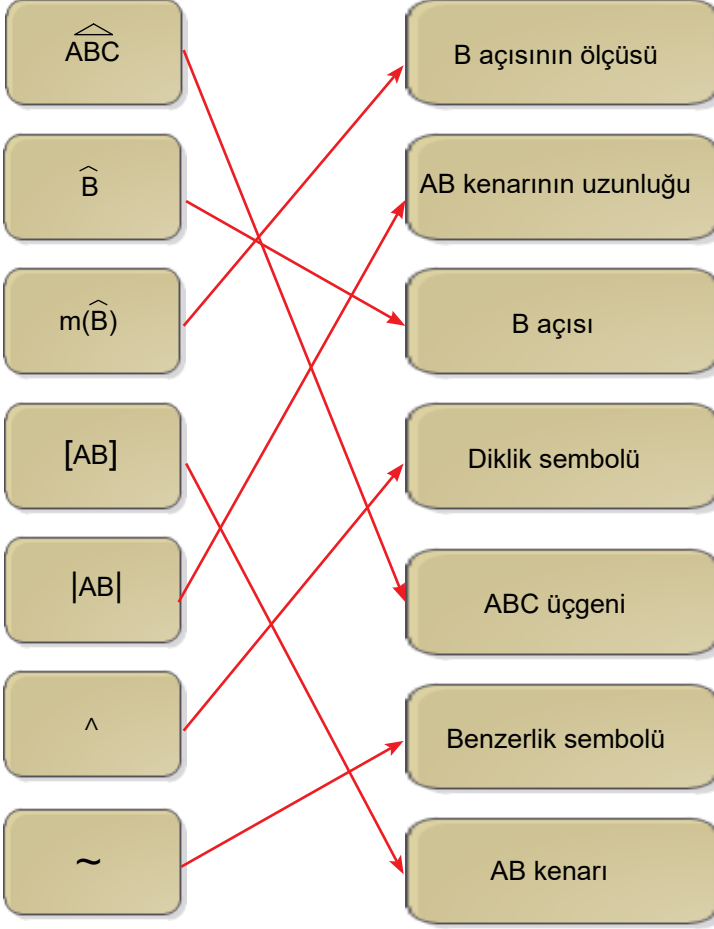 ABC
B açısının ölçüsü
B̂
AB kenarının uzunluğu
m(B̂)
B açısı
[AB]
Diklik sembolü
|AB|
ABC üçgeni
^
Benzerlik sembolü
~
AB kenarı